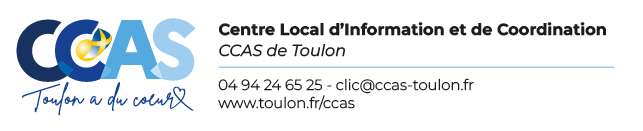 CCAS
Toulon a du cœur
Centre Local d'Information et de Coordination
CCAS de Toulon
04 94 24 65 25 - clic@ccas-toulon.fr
www.toulon.fr/ccas